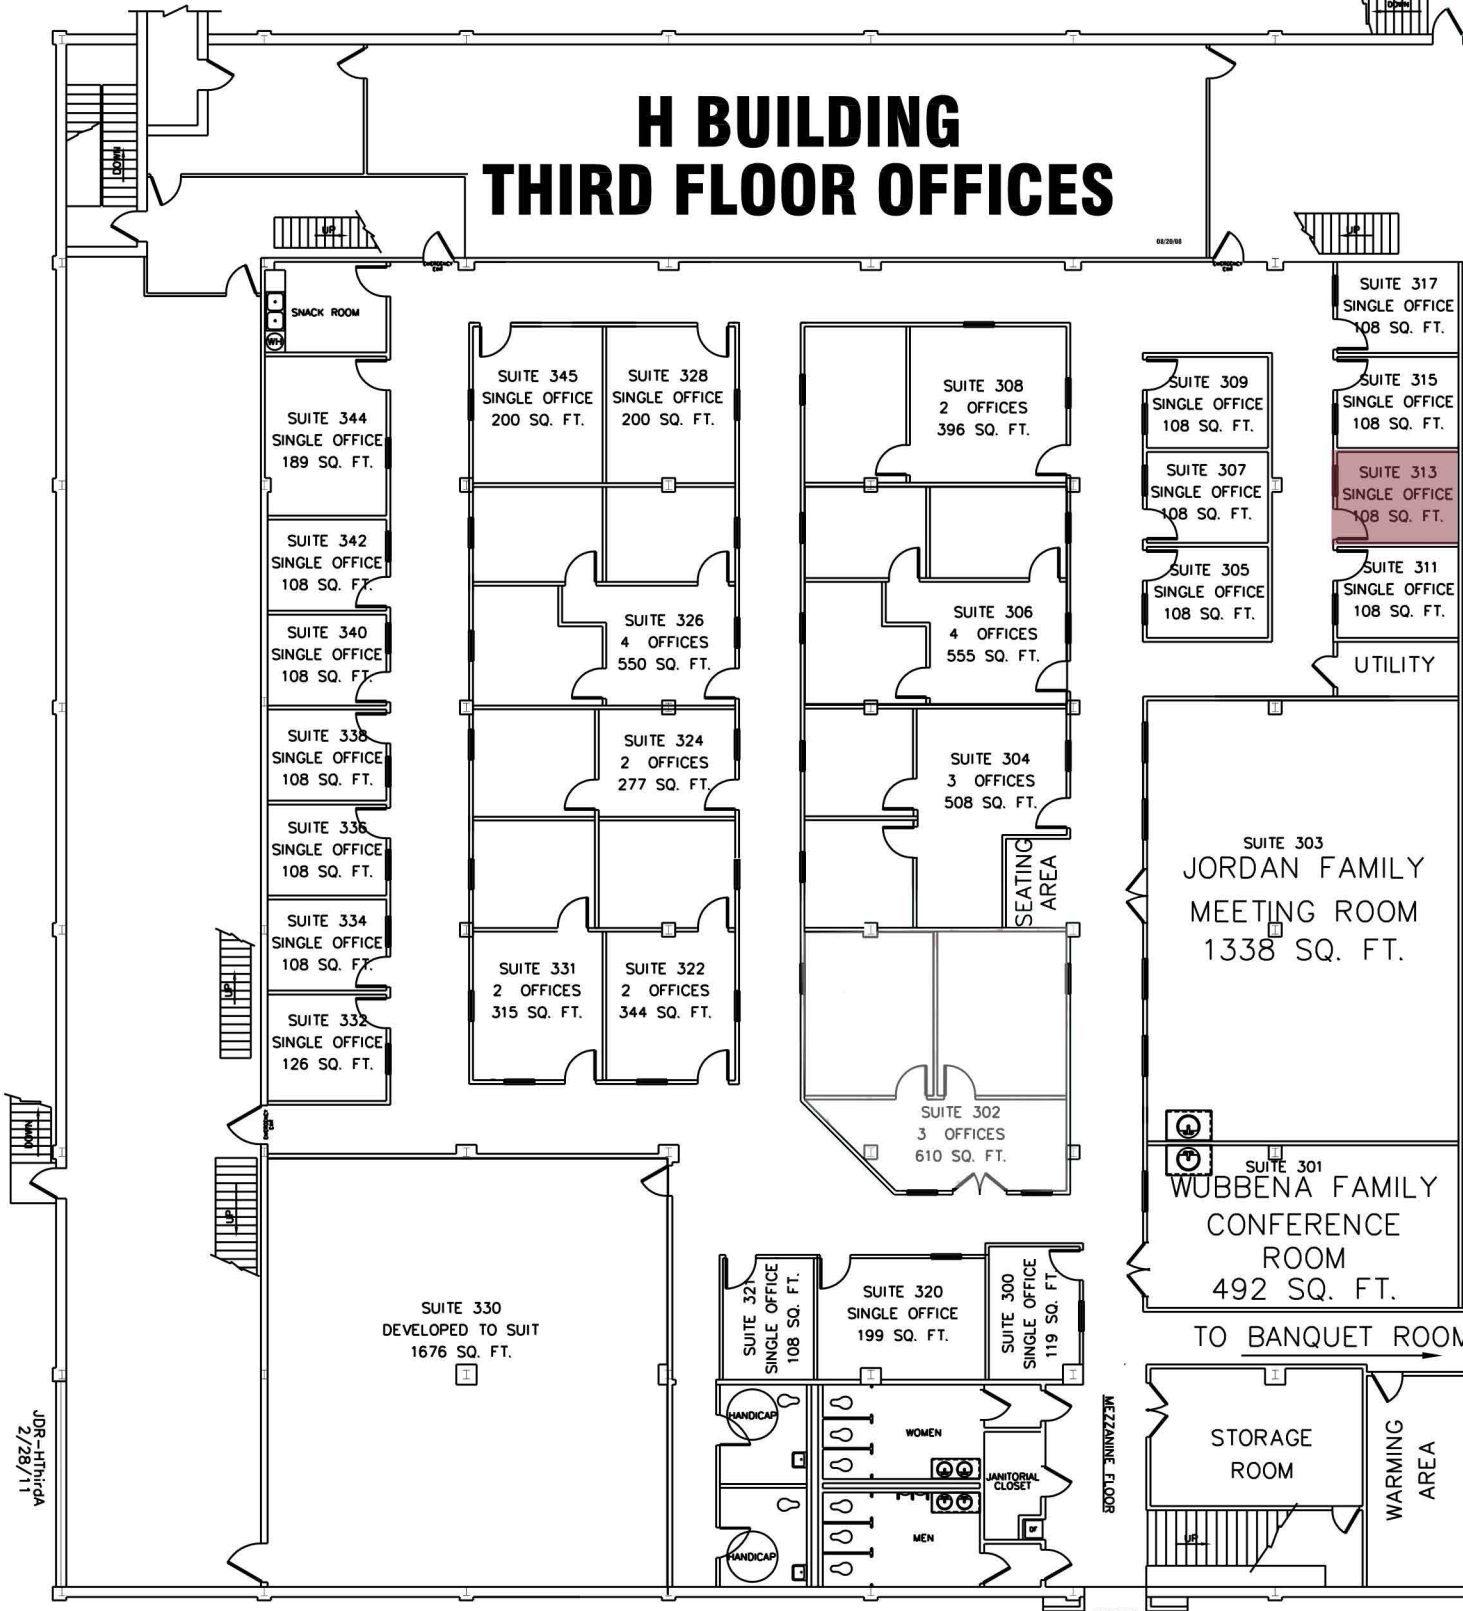 DOWN
H BUILDING
THIRD FLOOR OFFICES
08/20/08
DOWN
UP
UP
EMERGENCY
EXIT
EMERGENCY
EXIT
SNACK ROOM
WH
SUITE 317
SINGLE OFFICE
108 SQ. FT.
SUITE 345
SINGLE OFFICE
200 SQ. FT.
SUITE 328
SINGLE OFFICE
200 SQ. FT.
SUITE 308
2 OFFICES
396 SQ. FT.
SUITE 309
SINGLE OFFICE
108 SQ. FT.
SUITE 315
SINGLE OFFICE
108 SQ. FT.
SUITE 344
SINGLE OFFICE
189 SQ. FT.
SUITE 307
SINGLE OFFICE
108 SQ. FT.
SUITE 313
SINGLE OFFICE
108 SQ. FT.
SUITE 342
SINGLE OFFICE
108 SQ. FT.
SUITE 305
SINGLE OFFICE
108 SQ. FT.
SUITE 311
SINGLE OFFICE
108 SQ. FT.
SUITE 340
SINGLE OFFICE
108 SQ. FT.
SUITE 326
4 OFFICES
550 SQ. FT.
SUITE 306
4 OFFICES
555 SQ. FT.
UTILITY
SUITE 338
SINGLE OFFICE
108 SQ. FT.
SUITE 324
2 OFFICES
277 SQ. FT.
SUITE 304
3 OFFICES
508 SQ. FT.
SUITE 336
SINGLE OFFICE
108 SQ. FT.
SEATING
AREA
SUITE 303
JORDAN FAMILY
MEETING ROOM
1338 SQ. FT.
SUITE 334
SINGLE OFFICE
108 SQ. FT.
UP
SUITE 331
2 OFFICES
315 SQ. FT.
SUITE 322
2 OFFICES
344 SQ. FT.
SUITE 332
SINGLE OFFICE
126 SQ. FT.
EMERGENCY
EXIT
DOWN
SUITE 302
3 OFFICES
610 SQ. FT.
SUITE 301
WUBBENA FAMILY
CONFERENCE
ROOM
492 SQ. FT.
UP
SUITE 330
DEVELOPED TO SUIT
1676 SQ. FT.
SUITE 321
SINGLE OFFICE
108 SQ. FT.
SUITE 320
SINGLE OFFICE
199 SQ. FT.
SUITE 300
SINGLE OFFICE
119 SQ. FT.
TO BANQUET ROOM
HANDICAP
WOMEN
JANITORIAL
CLOSET
MEZZANINE FLOOR
STORAGE
ROOM
WARMING
AREA
JDR-HThirdA
2/28/11
DF
MEN
HANDICAP
UP